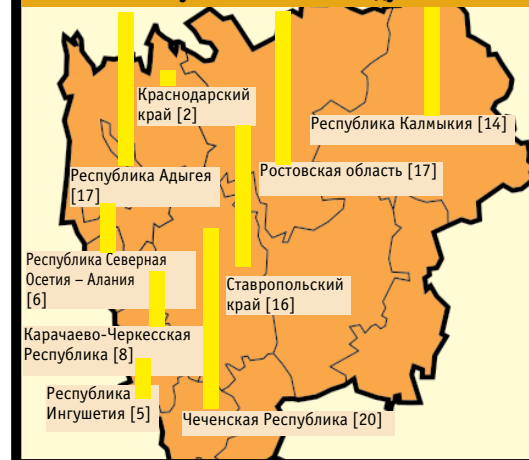 Краснодарский
край [2]
Республика Калмыкия [14]
Республика Адыгея
[17]
Ростовская область [17]
Республика Северная
Осетия – Алания
[6]
Ставропольский
край [16]
Карачаево-Черкесская
Республика [8]
Республика
Ингушетия [5]
Чеченская Республика [20]